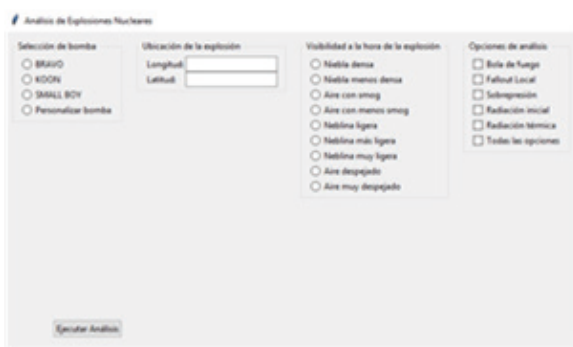 Análisis de Explosiones Nucleares
Selección de bomba
BRAVO
KOON
SMALL BOY
Personalizar bomba
Ubicación de la explosión
Longitud:
Latitud:
Visibilidad a la hora de la explosión
Niebla densa
Niebla menos densa
Aire con smog
Aire con menos smog
Neblina ligera
Neblina más ligera
Neblina muy ligera
Aire despejado
Aire muy despejado
Opciones de análisis
Bola de fuego
Fallout Local
Sobrepresión
Radiación inicial
Radiación térmica
Todas las opciones
Ejecutar Análisis